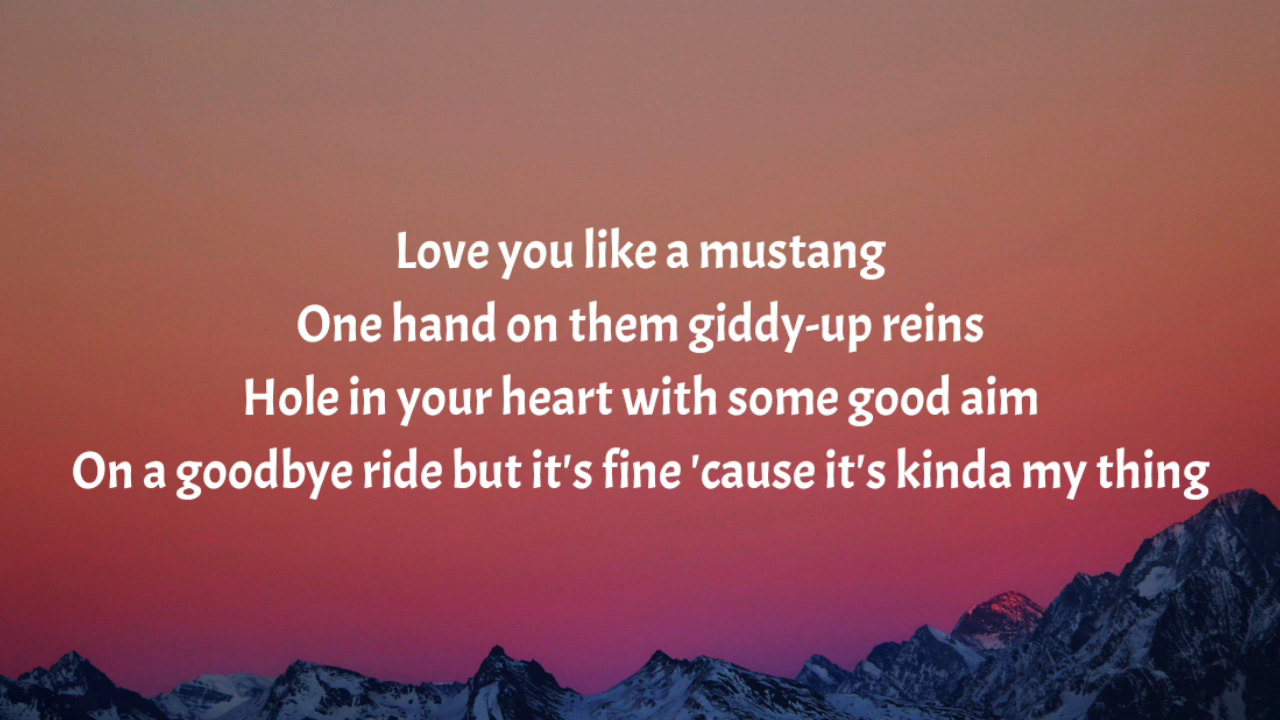 Love you like a mustang
One hand on them giddy-up reins
Hole in your heart with some good aim
On a goodbye ride but it's fine 'cause it's kinda my thing